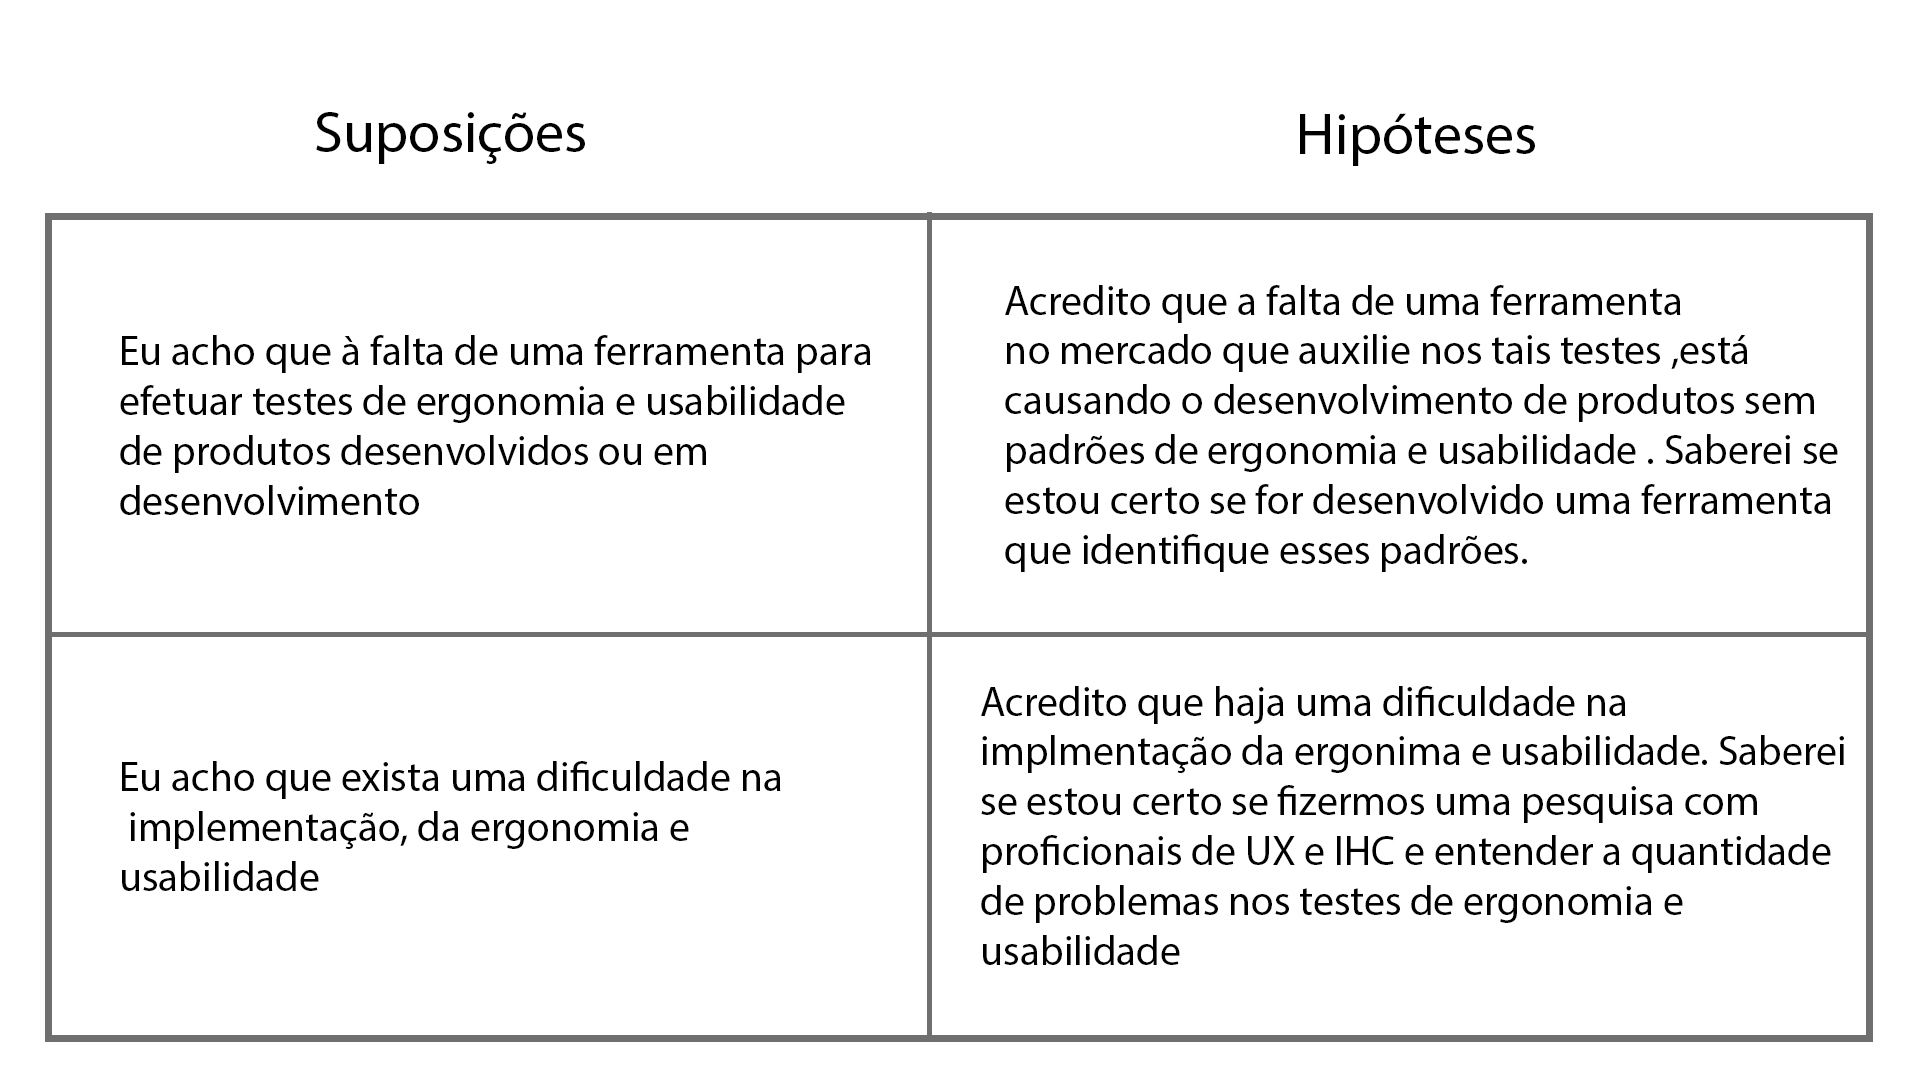 Suposições
Hipóteses
Eu acho que à falta de uma ferramenta para
efetuar testes de ergonomia e usabilidade
de produtos desenvolvidos ou em
desenvolvimento
Acredito que a falta de uma ferramenta
no mercado que auxilie nos tais testes ,está
causando o desenvolvimento de produtos sem
padrões de ergonomia e usabilidade . Saberei se
estou certo se for desenvolvido uma ferramenta
que identifique esses padrões.
Eu acho que exista uma dificuldade na
implementação, da ergonomia e
usabilidade
Acredito que haja uma dificuldade na
implmentação da ergonima e usabilidade. Saberei
se estou certo se fizermos uma pesquisa com
proficionais de UX e IHC e entender a quantidade
de problemas nos testes de ergonomia e
usabilidade